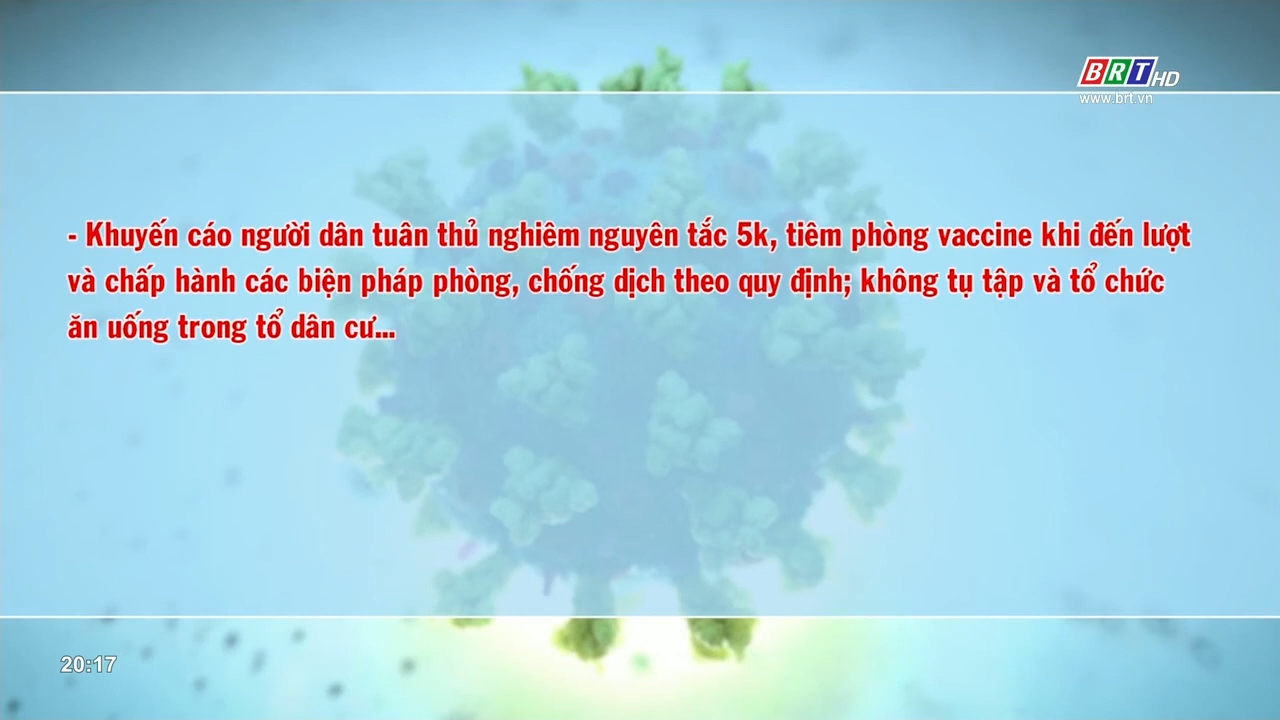 BRT HD
www.brt.vn
- Khuyến cáo người dân tuân thủ nghiêm nguyên tắc 5k, tiêm phòng vaccine khi đến lượt
và chấp hành các biện pháp phòng, chống dịch theo quy định; không tụ tập và tổ chức
ăn uống trong tổ dân cư...
20:17